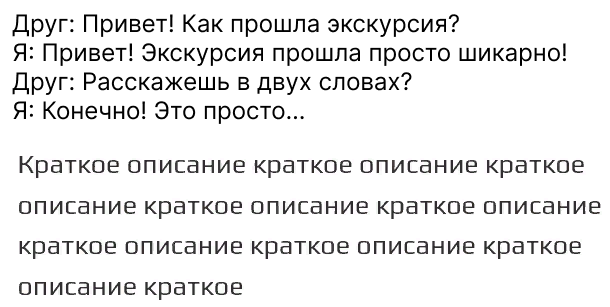 Друг: Привет! Как прошла экскурсия?
Я: Привет! Экскурсия прошла просто шикарно!
Друг: Расскажешь в двух словах?
Я: Конечно! Это просто...
Краткое описание краткое описание краткое
описание краткое описание краткое описание
краткое описание краткое описание краткое
описание краткое